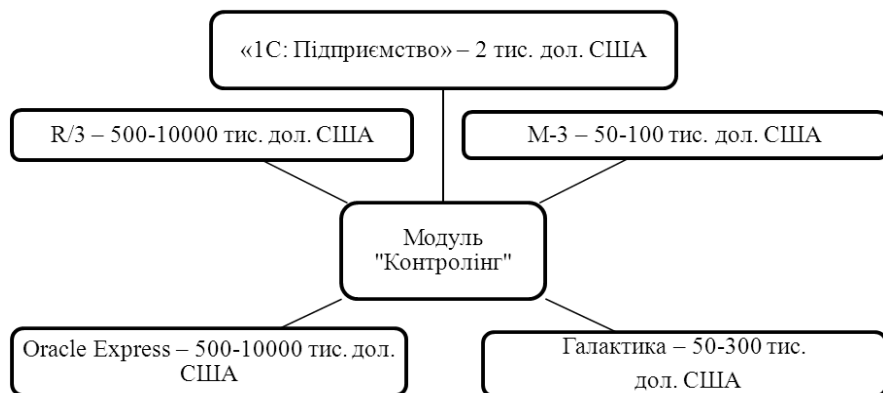 «1С: Підприємство» – 2 тис. дол. США
R/3 – 500-10000 тис. дол. США
М-3 – 50-100 тис. дол. США
Модуль
"Контролінг"
Oracle Express – 500-10000 тис. дол.
США
Галактика – 50-300 тис.
дол. США